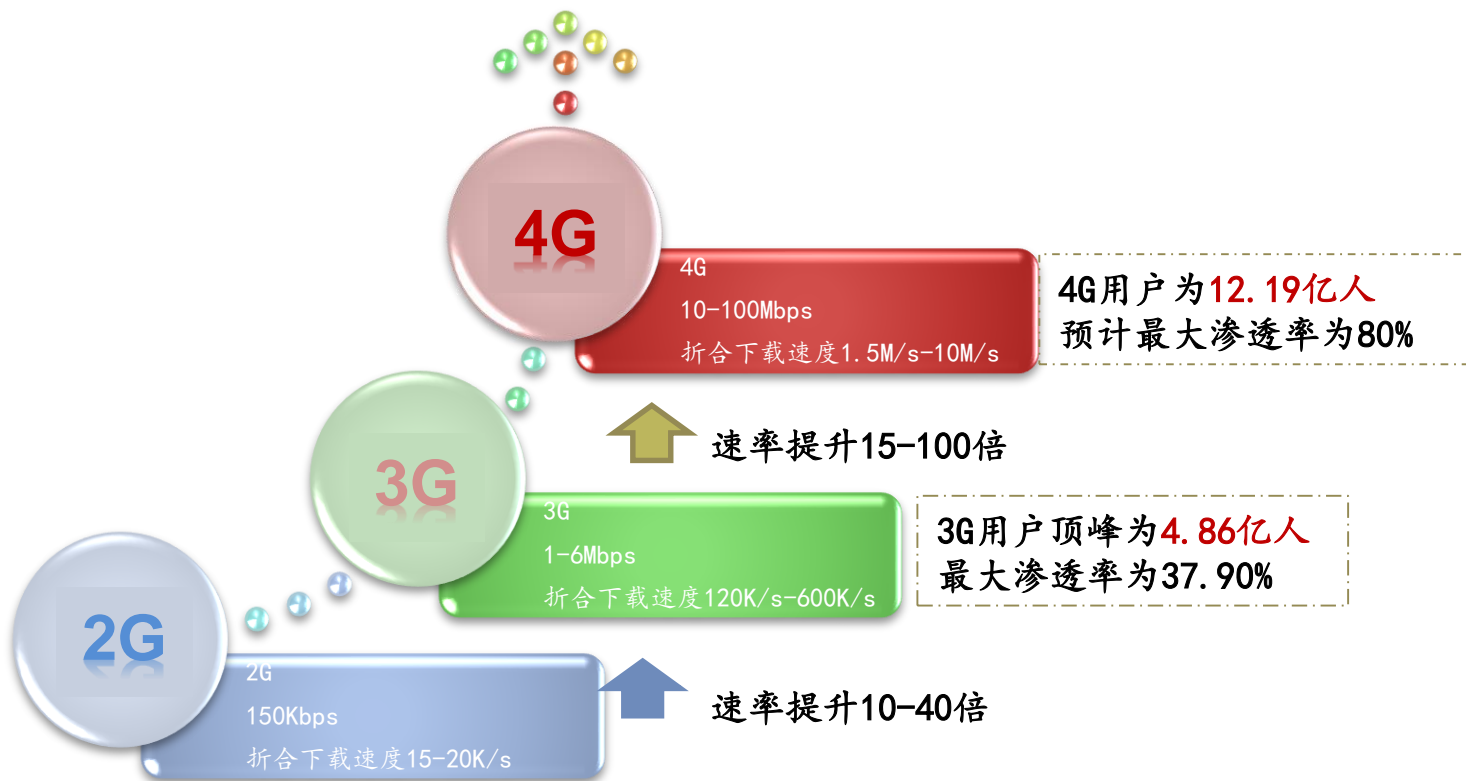 4G
4G
10-100Mbps
折合下载速度1.5M/s-10M/s
4G用户为12.19亿人
预计最大渗透率为80%
速率提升15-100倍
3G
3G
1-6Mbps
折合下载速度120K/s-600K/s
3G用户顶峰为4.86亿人
最大渗透率为37.90%
2G
2G
150Kbps
折合下载速度15-20K/s
速率提升10-40倍